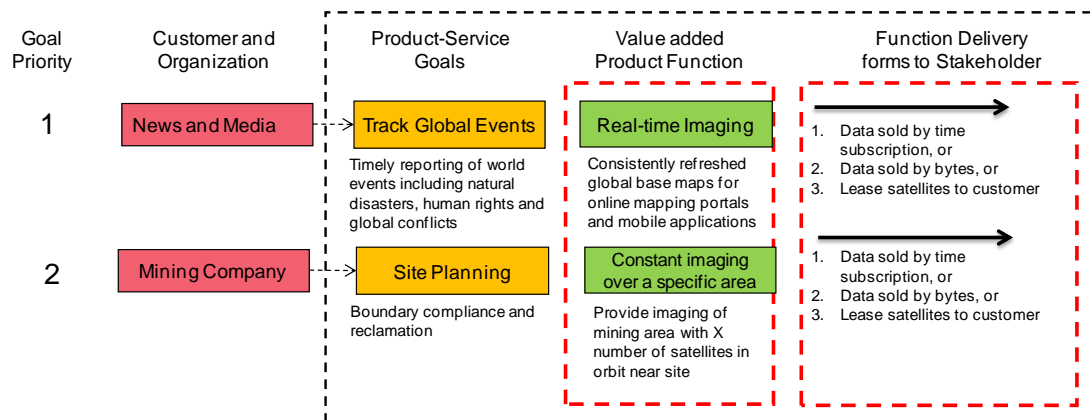 Goal
Priority
Customer and
Organization
Product-Service
Goals
Value added
Product Function
Function Delivery
forms to Stakeholder
1
News and Media
Track Global Events
Timely reporting of world
events including natural
disasters, human rights and
global conflicts
Real-time Imaging
Consistently refreshed
global base maps for
online mapping portals
and mobile applications
1. Data sold by time
subscription, or
2. Data sold by bytes, or
3. Lease satellites to customer
2
Mining Company
Site Planning
Boundary compliance and
reclamation
Constant imaging
over a specific area
Provide imaging of
mining area with X
number of satellites in
orbit near site
1. Data sold by time
subscription, or
2. Data sold by bytes, or
3. Lease satellites to customer